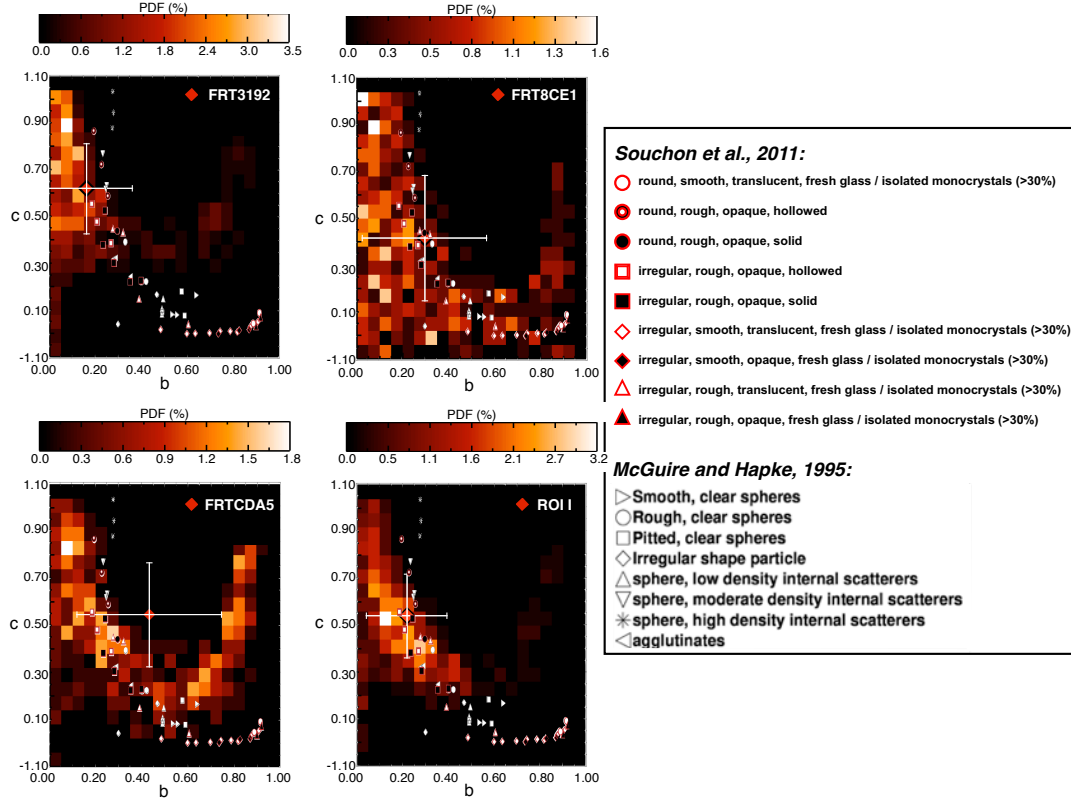 PDF (%)
0.0 0.6 1.2 1.8 2.4 3.0 3.5
PDF (%)
0.0 0.2 0.5 0.8 1.1 1.3 1.6
1.10
0.90
0.70
c 0.50
0.30
0.10
-1.10
FRT3192
0.00 0.20 0.40 0.60 0.80 1.00
b
1.10
0.90
0.70
c 0.50
0.30
0.10
-1.10
FRT8CE1
0.00 0.20 0.40 0.60 0.80 1.00
b
PDF (%)
0.0 0.3 0.6 0.9 1.2 1.5 1.8
PDF (%)
0.0 0.5 1.1 1.6 2.1 2.7 3.2
1.10
0.90
0.70
c 0.50
0.30
0.10
-1.10
FRTCDA5
0.00 0.20 0.40 0.60 0.80 1.00
b
1.10
0.90
0.70
c 0.50
0.30
0.10
-1.10
ROI I
0.00 0.20 0.40 0.60 0.80 1.00
b
Souchon et al., 2011:
round, smooth, translucent, fresh glass / isolated monocrystals (>30%)
round, rough, opaque, hollowed
round, rough, opaque, solid
irregular, rough, opaque, hollowed
irregular, rough, opaque, solid
irregular, smooth, translucent, fresh glass / isolated monocrystals (>30%)
irregular, smooth, opaque, fresh glass / isolated monocrystals (>30%)
irregular, rough, translucent, fresh glass / isolated monocrystals (>30%)
irregular, rough, opaque, fresh glass / isolated monocrystals (>30%)
McGuire and Hapke, 1995:
Smooth, clear spheres
Rough, clear spheres
Pitted, clear spheres
Irregular shape particle
sphere, low density internal scatterers
sphere, moderate density internal scatterers
sphere, high density internal scatterers
agglutinates